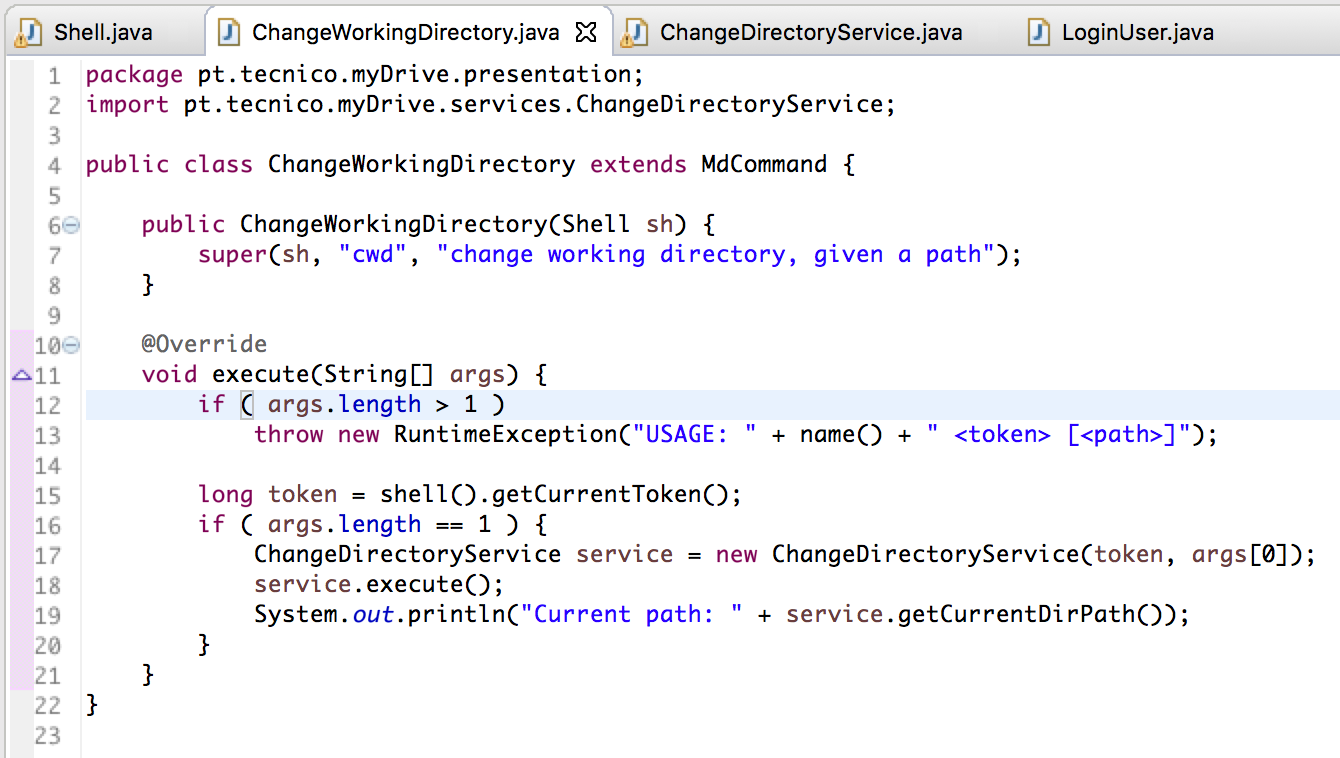 Shell.java ChangeWorkingDirectory.java ChangeDirectoryService.java LoginUser.java
1 package pt.tecnico.myDrive.presentation;
2 import pt.tecnico.myDrive.services.ChangeDirectoryService;
3
4 public class ChangeWorkingDirectory extends MdCommand {
5
6     public ChangeWorkingDirectory(Shell sh) {
7         super(sh, "cwd", "change working directory, given a path");
8     }
9
10     @Override
11     void execute(String[] args) {
12         if ( args.length > 1 )
13             throw new RuntimeException("USAGE: " + name() + " <token> [<path>]");
14
15         long token = shell().getCurrentToken();
16         if ( args.length == 1 ) {
17             ChangeDirectoryService service = new ChangeDirectoryService(token, args[0]);
18             service.execute();
19             System.out.println("Current path: " + service.getCurrentDirPath());
20         }
21     }
22 }
23